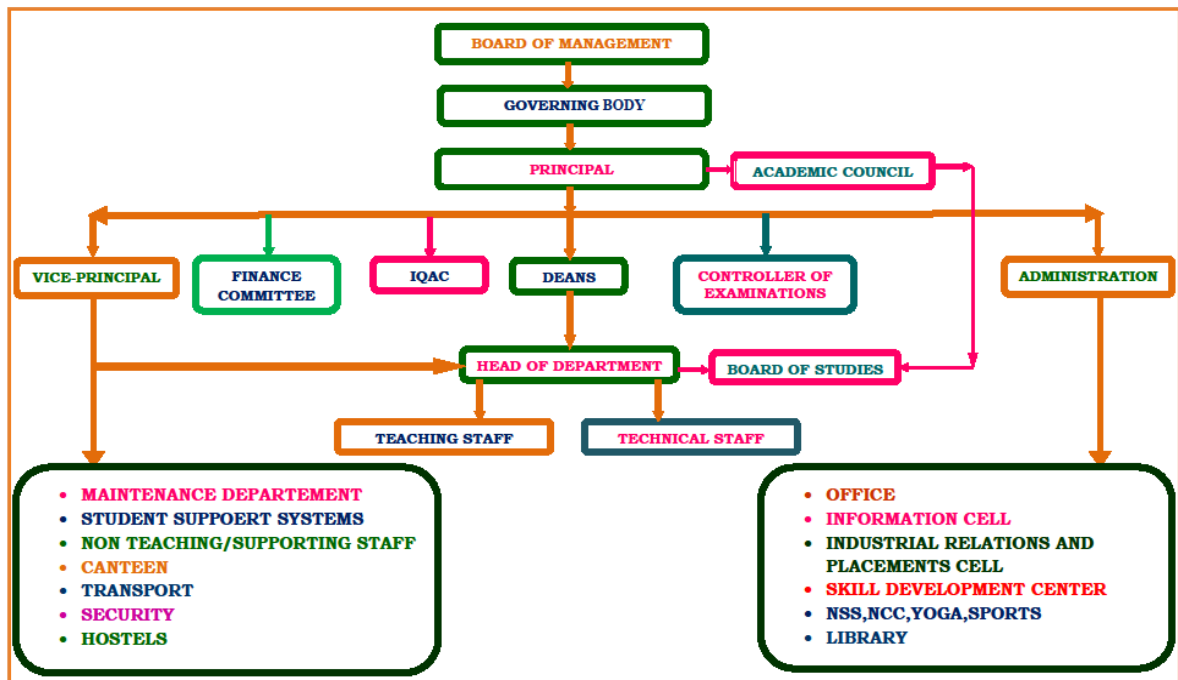 BOARD OF MANAGEMENT
GOVERNING BODY
PRINCIPAL
ACADEMIC COUNCIL
VICE-PRINCIPAL
FINANCE
COMMITTEE
IQAC
DEANS
CONTROLLER OF
EXAMINATIONS
ADMINISTRATION
HEAD OF DEPARTMENT
BOARD OF STUDIES
TEACHING STAFF
TECHNICAL STAFF
• MAINTENANCE DEPARTEMENT
• STUDENT SUPPOERT SYSTEMS
• NON TEACHING/SUPPORTING STAFF
• CANTEEN
• TRANSPORT
• SECURITY
• HOSTELS
• OFFICE
• INFORMATION CELL
• INDUSTRIAL RELATIONS AND
PLACEMENTS CELL
• SKILL DEVELOPMENT CENTER
• NSS,NCC,YOGA,SPORTS
• LIBRARY